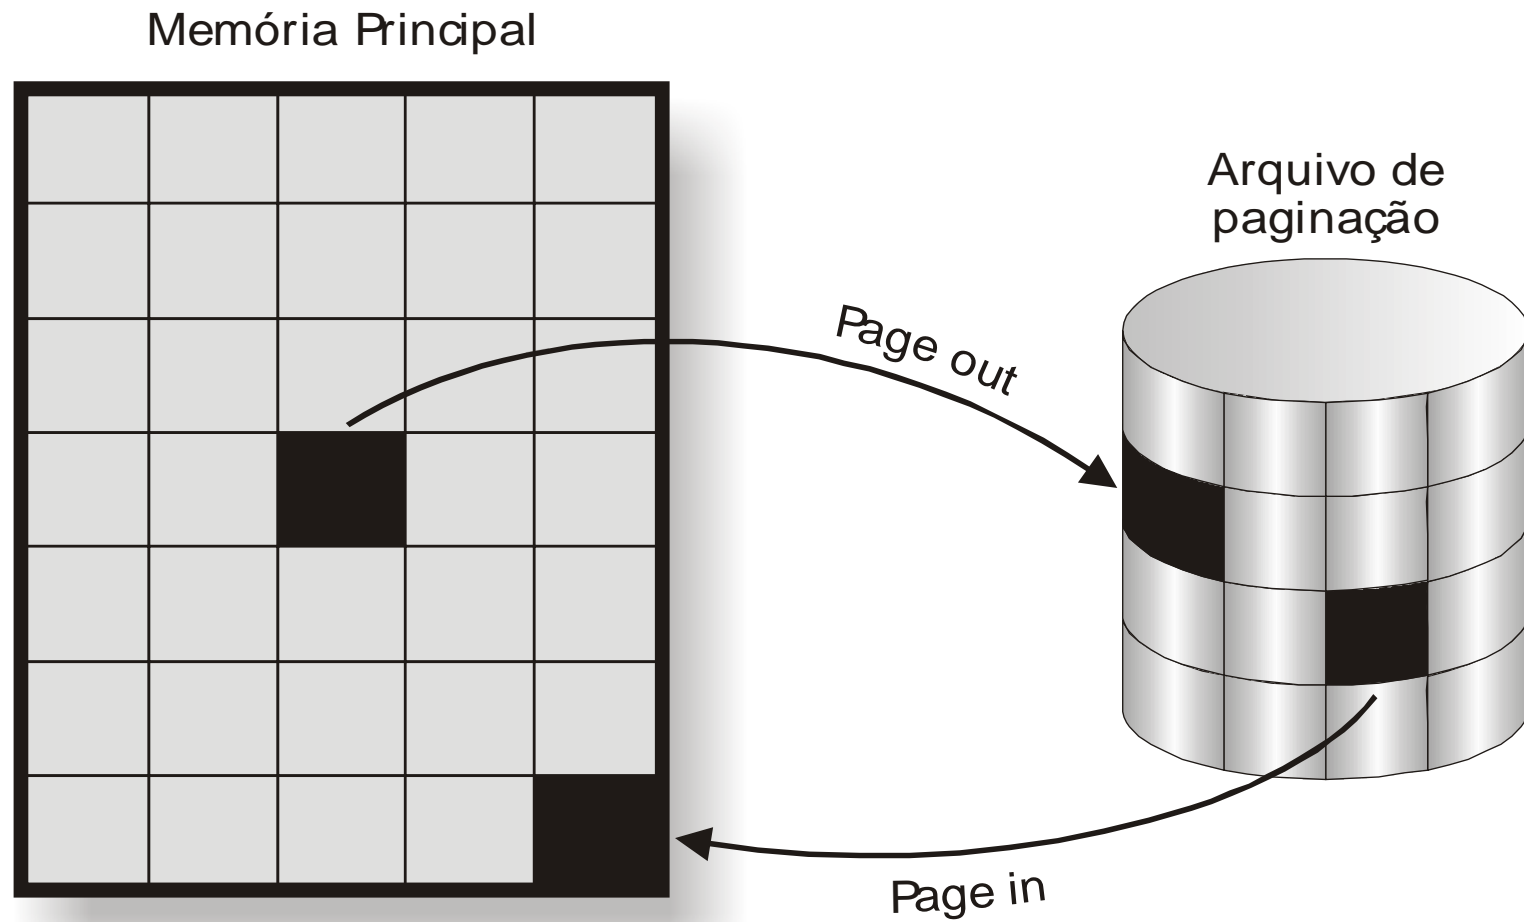 Memória Principal
Arquivo de
paginação
Page out
Page in